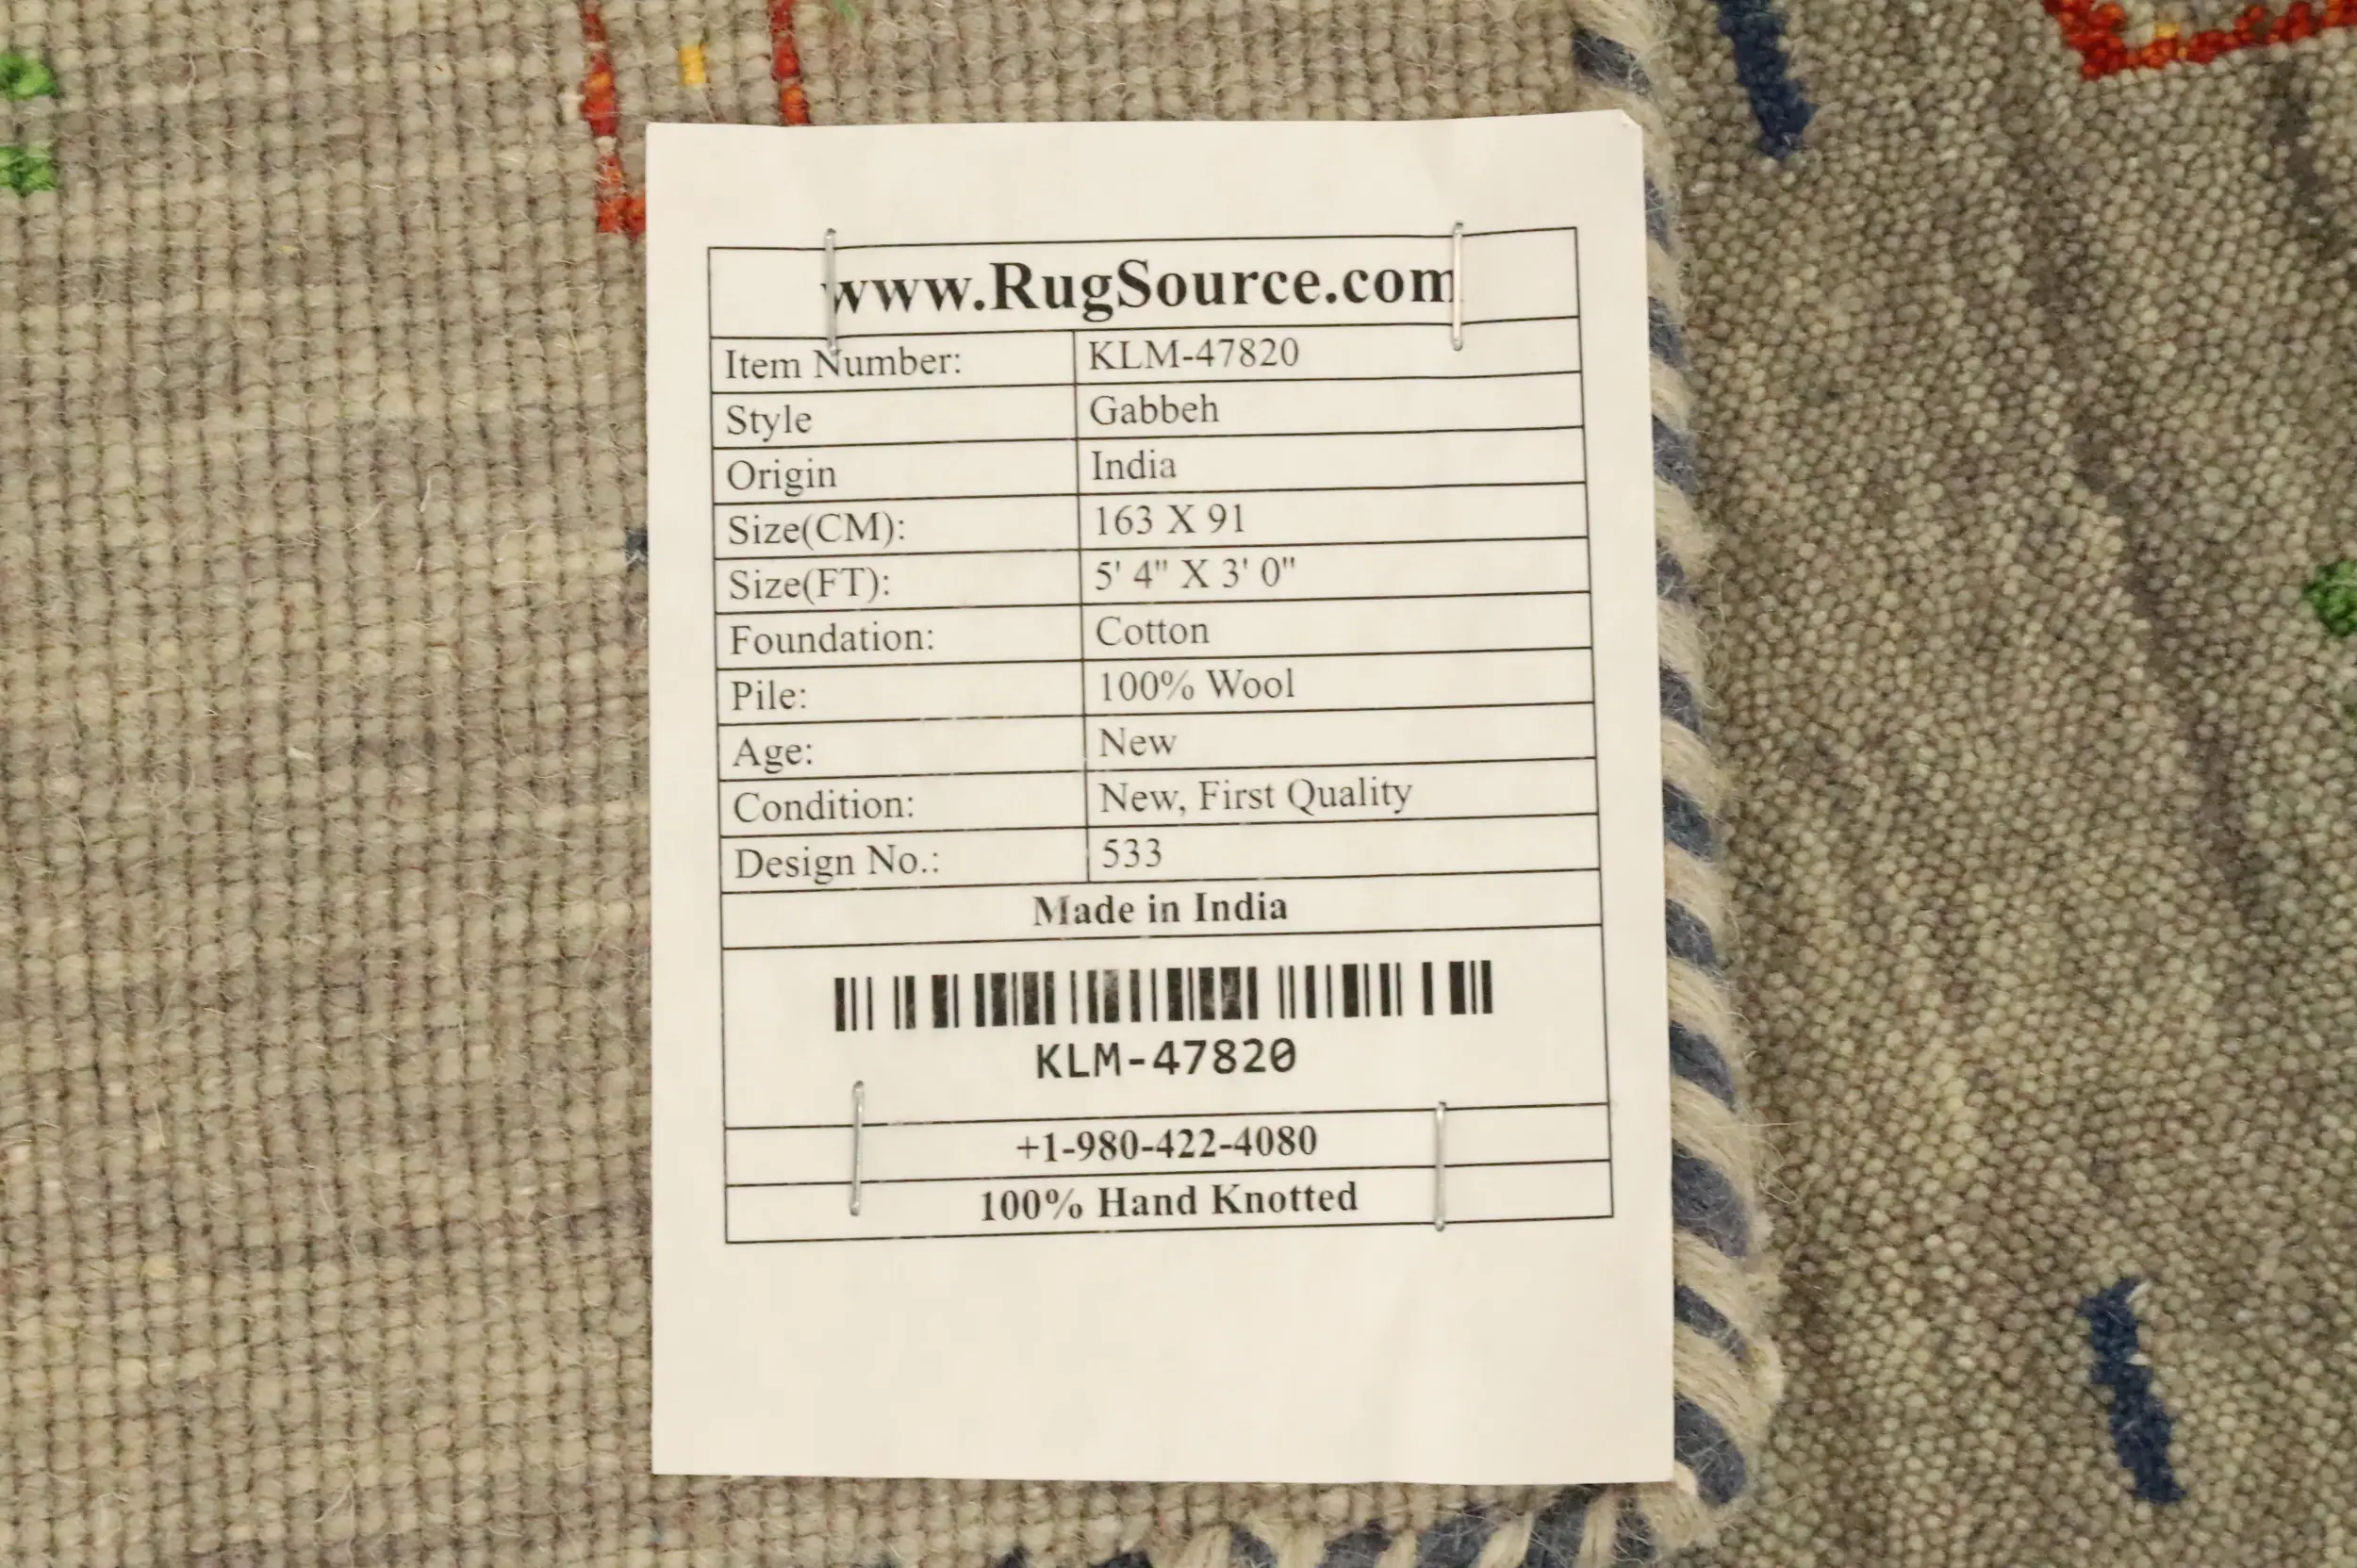 www.RugSource.com
Item Number: KLM-47820
Style Gabbeh
Origin India
Size(CM): 163 X 91
Size(FT): 5' 4" X 3' 0"
Foundation: Cotton
Pile: 100% Wool
Age: New
Condition: New, First Quality
Design No.: 533
Made in India
KLM-47820
+1-980-422-4080
100% Hand Knotted